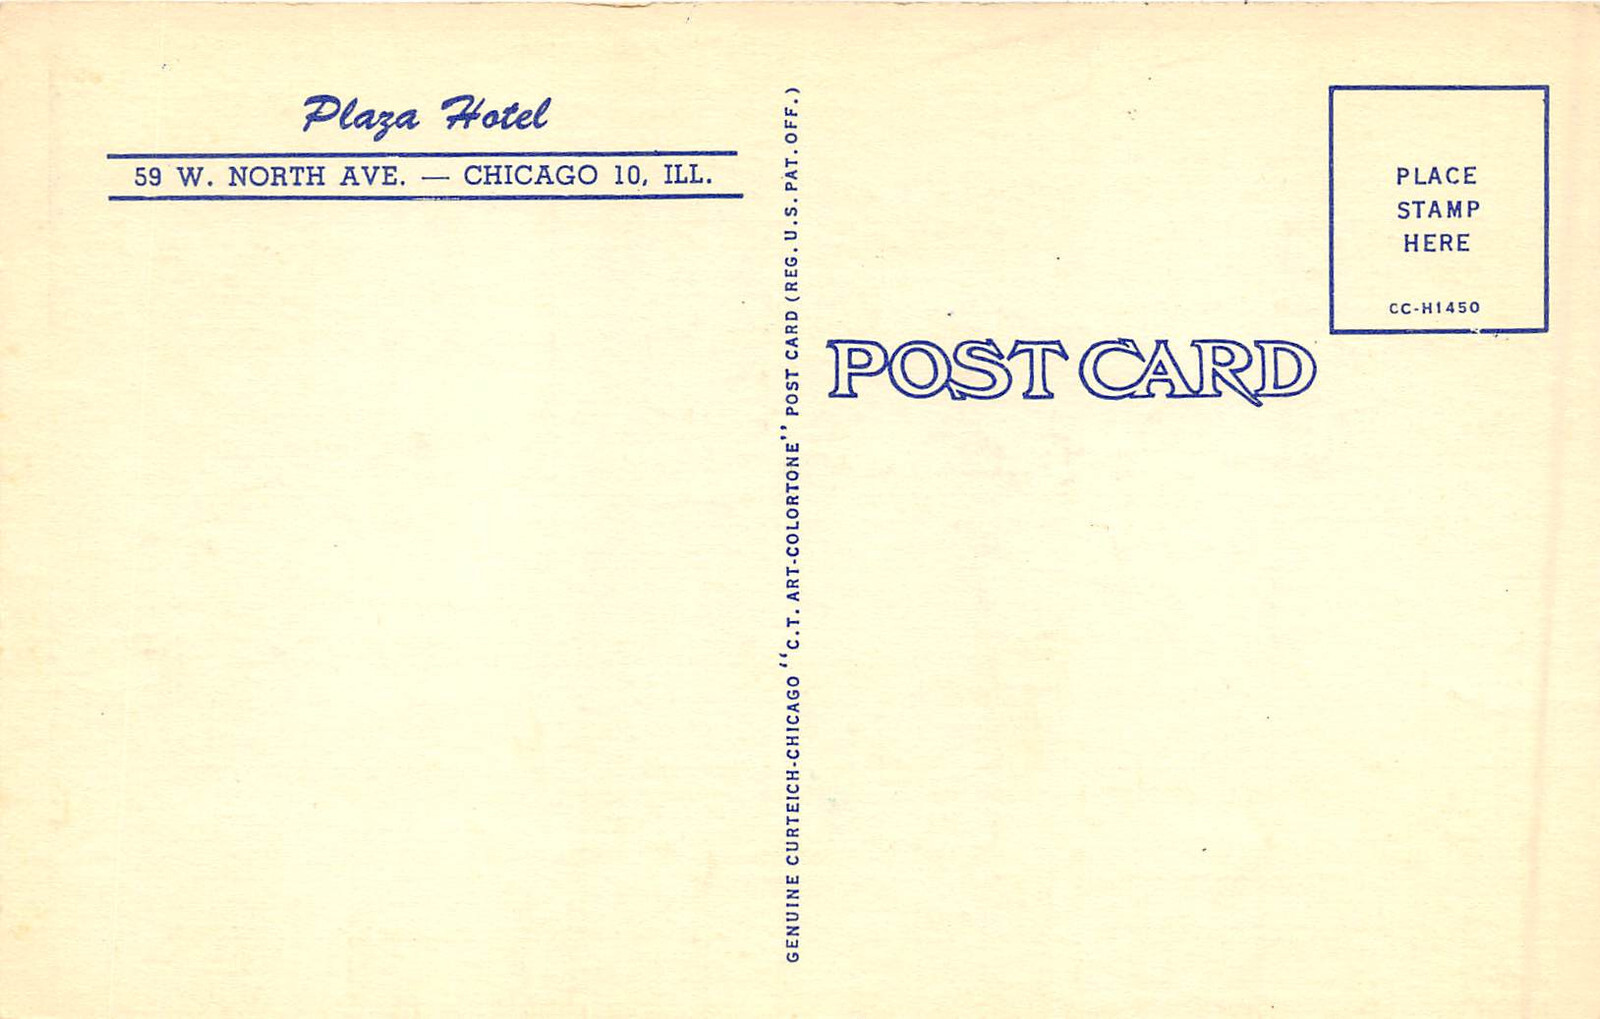 Plaza Hotel
59 W. NORTH AVE. — CHICAGO 10, ILL.
GENUINE CURTEICH-CHICAGO "C.T. ART-COLORTONE" POST CARD (REG. U.S. PAT. OFF.)
PLACE
STAMP
HERE
CC-H1450
POST CARD